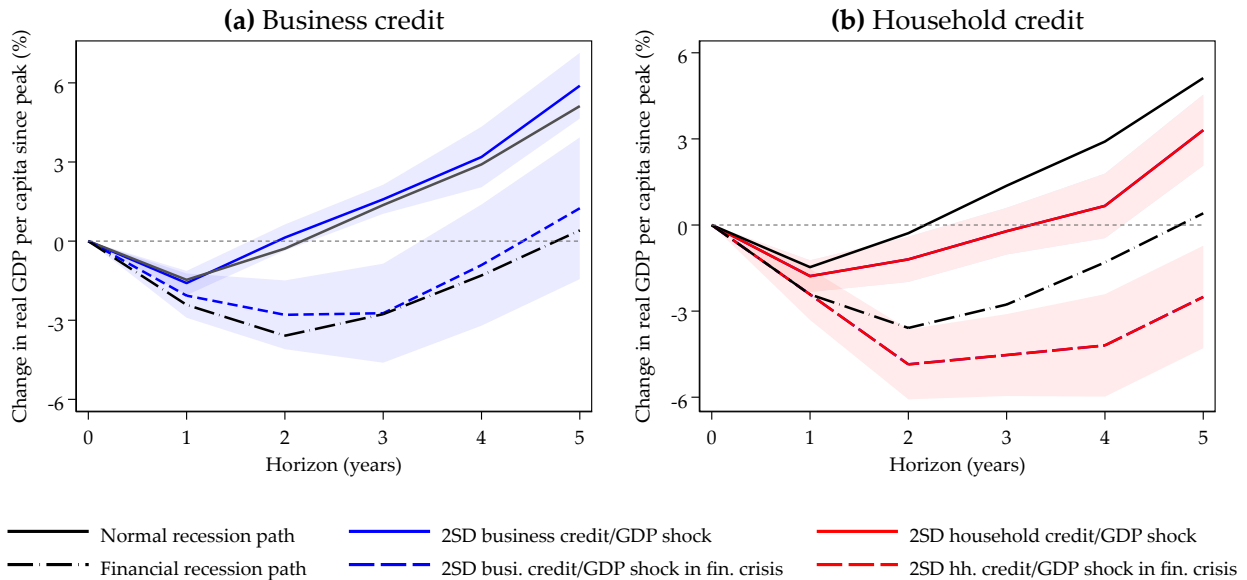 (a) Business credit
Change in real GDP per capita since peak (%)
6
3
0
-3
-6
0 1 2 3 4 5
Horizon (years)
(b) Household credit
Change in real GDP per capita since peak (%)
6
3
0
-3
-6
0 1 2 3 4 5
Horizon (years)
Normal recession path 2SD business credit/GDP shock 2SD household credit/GDP shock
Financial recession path 2SD busi. credit/GDP shock in fin. crisis 2SD hh. credit/GDP shock in fin. crisis